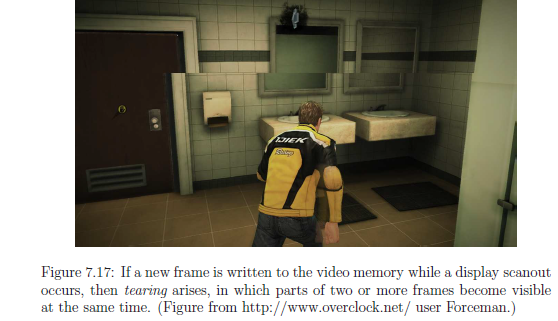 IJIEK
Figure 7.17: If a new frame is written to the video memory while a display scanout
occurs, then tearing arises, in which parts of two or more frames become visible
at the same time. (Figure from http://www.overclock.net/ user Forceman.)